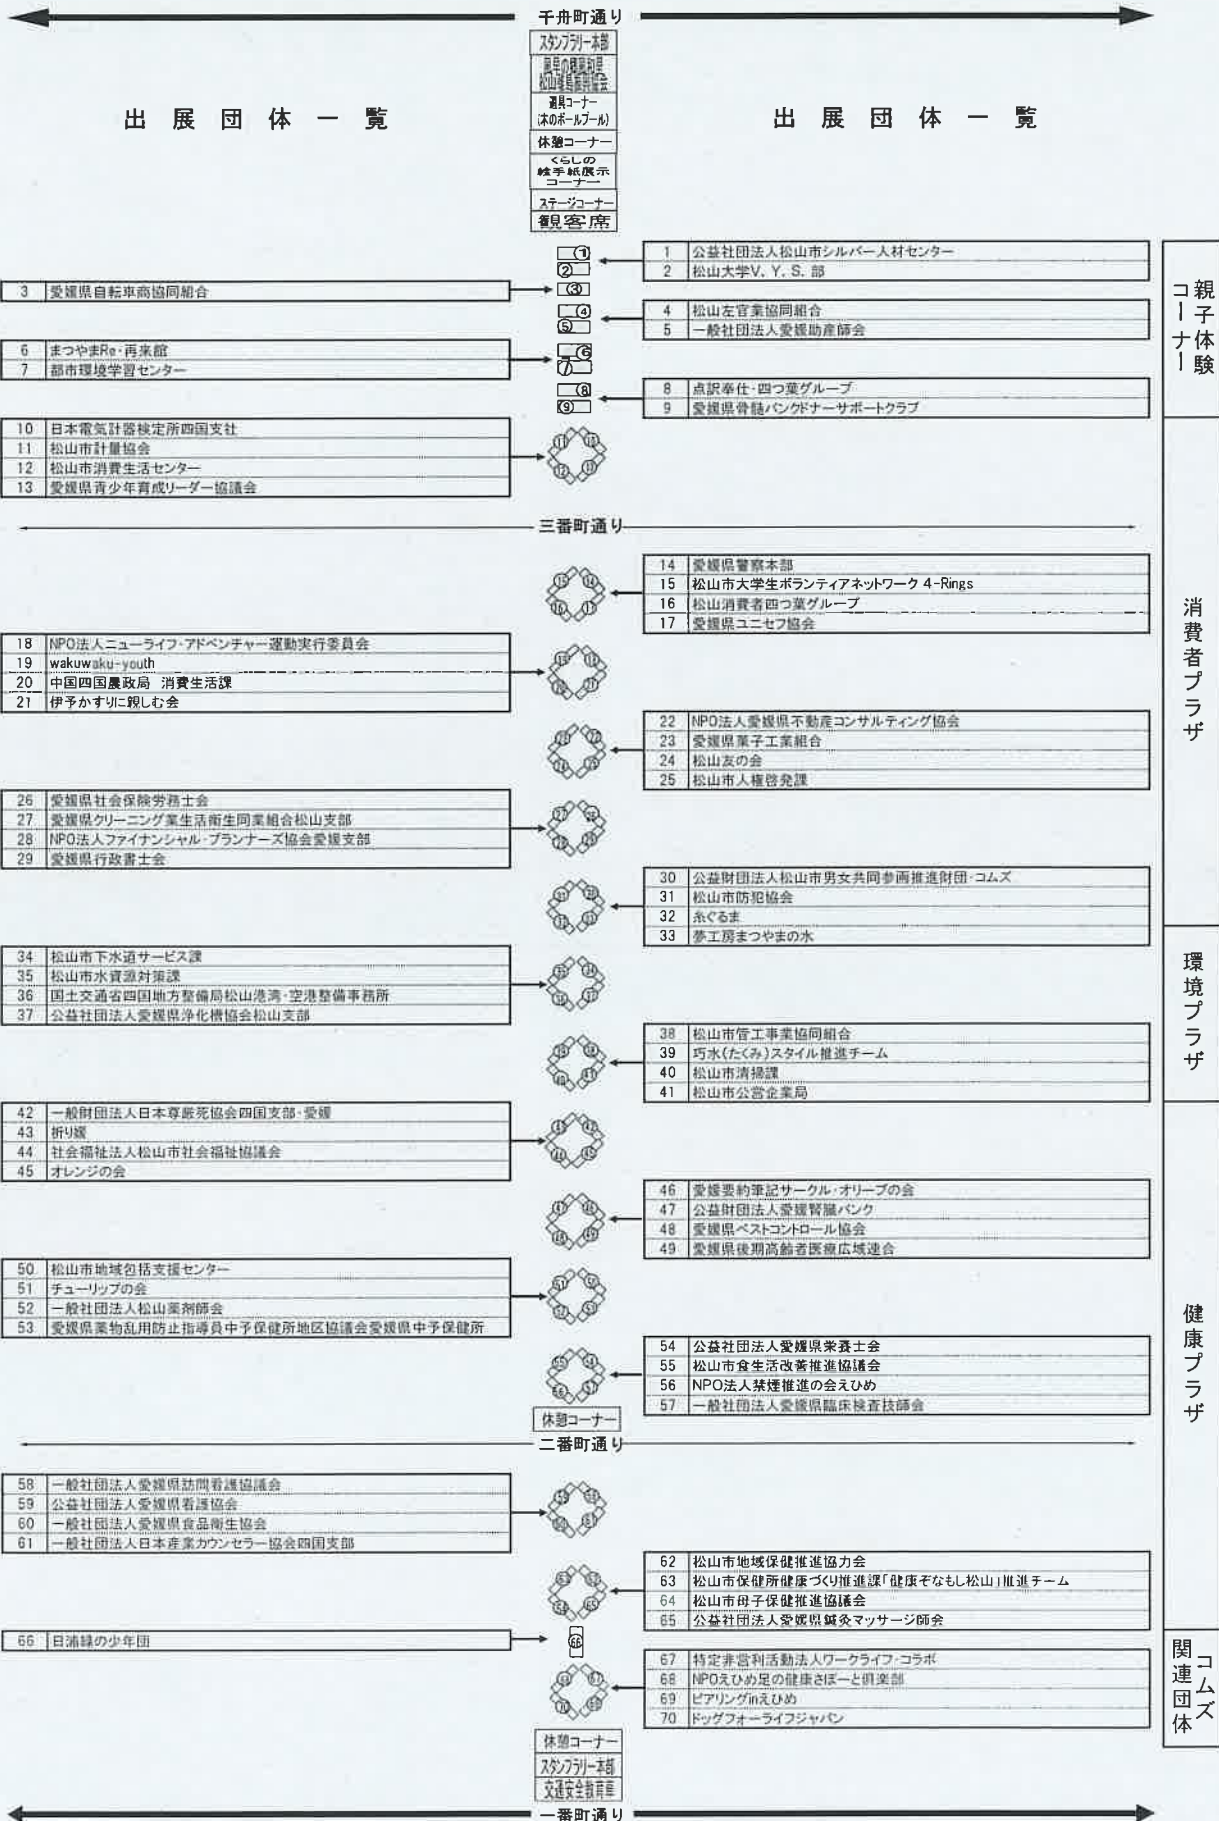 千舟町通り
スタンプラリー本部
出展団体一覧
遊具コーナー
(木のボールプール)
出展団体一覧
休憩コーナー
くらしの
絵手紙展示
コーナー
ステージコーナー
観客席
1 公益社団法人松山市シルバー人材センター
2 松山大学V.Y.S.部
3 愛媛県自転車商協同組合
4 松山左官業協同組合
5 一般社団法人愛媛助産師会
6 まつやまRe・再来館
7 都市環境学習センター
8 点訳奉仕・四つ葉グループ
9 愛媛県骨髄バンクドナーサポートクラブ
親子体験
コーナー
10 日本電気計器検定所四国支社
11 松山市計量協会
12 松山市消費生活センター
13 愛媛県青少年育成リーダー協議会
三番町通り
14 愛媛県警察本部
15 松山市大学生ボランティアネットワーク 4-Rings
16 松山消費者四つ葉グループ
17 愛媛県ユニセフ協会
18 NPO法人ニューライフ・アドベンチャー運動実行委員会
19 wakuwaku-youth
20 中国四国農政局 消費生活課
21 伊予かすりに親しむ会
22 NPO法人愛媛県不動産コンサルティング協会
23 愛媛県菓子工業組合
24 松山友の会
25 松山市人権啓発課
26 愛媛県社会保険労務士会
27 愛媛県クリーニング業生活衛生同業組合松山支部
28 NPO法人ファイナンシャル・プランナーズ協会愛媛支部
29 愛媛県行政書士会
30 公益財団法人松山市男女共同参画推進財団・コムズ
31 松山市防犯協会
32 糸ぐるま
33 夢工房まつやまの水
消費者プラザ
34 松山市下水道サービス課
35 松山市水資源対策課
36 国土交通省四国地方整備局松山港湾・空港整備事務所
37 公益社団法人愛媛県浄化槽協会松山支部
38 松山市管工事業協同組合
39 巧水(たくみ)スタイル推進チーム
40 松山市清掃課
41 松山市公営企業局
環境プラザ
42 一般財団法人日本尊厳死協会四国支部・愛媛
43 折り媛
44 社会福祉法人松山市社会福祉協議会
45 オレンジの会
46 愛媛要約筆記サークル・オリーブの会
47 公益財団法人愛媛腎臓バンク
48 愛媛県ペストコントロール協会
49 愛媛県後期高齢者医療広域連合
50 松山市地域包括支援センター
51 チューリップの会
52 一般社団法人松山薬剤師会
53 愛媛県薬物乱用防止指導員中予保健所地区協議会愛媛県中予保健所
54 公益社団法人愛媛県栄養士会
55 松山市食生活改善推進協議会
56 NPO法人禁煙推進の会えひめ
57 一般社団法人愛媛県臨床検査技師会
健康プラザ
休憩コーナー
二番町通り
58 一般社団法人愛媛県訪問看護協議会
59 公益社団法人愛媛県看護協会
60 一般社団法人愛媛県食品衛生協会
61 一般社団法人日本産業カウンセラー協会四国支部
62 松山市地域保健推進協力会
63 松山市保健所健康づくり推進課「健康ぞなもし松山」推進チーム
64 松山市母子保健推進協議会
65 公益社団法人愛媛県鍼灸マッサージ師会
66 日浦緑の少年団
67 特定非営利活動法人ワークライフ・コラボ
68 NPOえひめ足の健康さぽーと倶楽部
69 ピアリングinえひめ
70 ドッグフォーライフジャパン
コムズ
関連団体
休憩コーナー
スタンプラリー本部
交通安全教育車
一番町通り